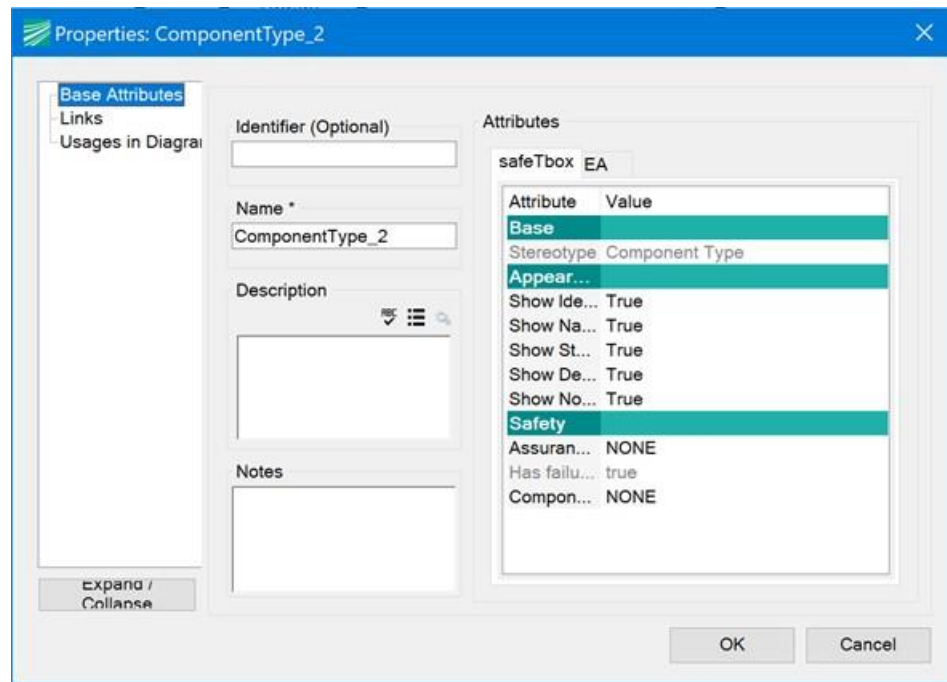 Properties: ComponentType_2
Base Attributes
Links
Usages in Diagra
Expand /
Collapse
Identifier (Optional)
Name *
ComponentType_2
Description
ABC
Notes
Attributes
safeTbox EA
Attribute Value
Base
Stereotype Component Type
Appear...
Show Ide... True
Show Na... True
Show St... True
Show De... True
Show No... True
Safety
Assuran... NONE
Has failu... true
Compon... NONE
OK Cancel